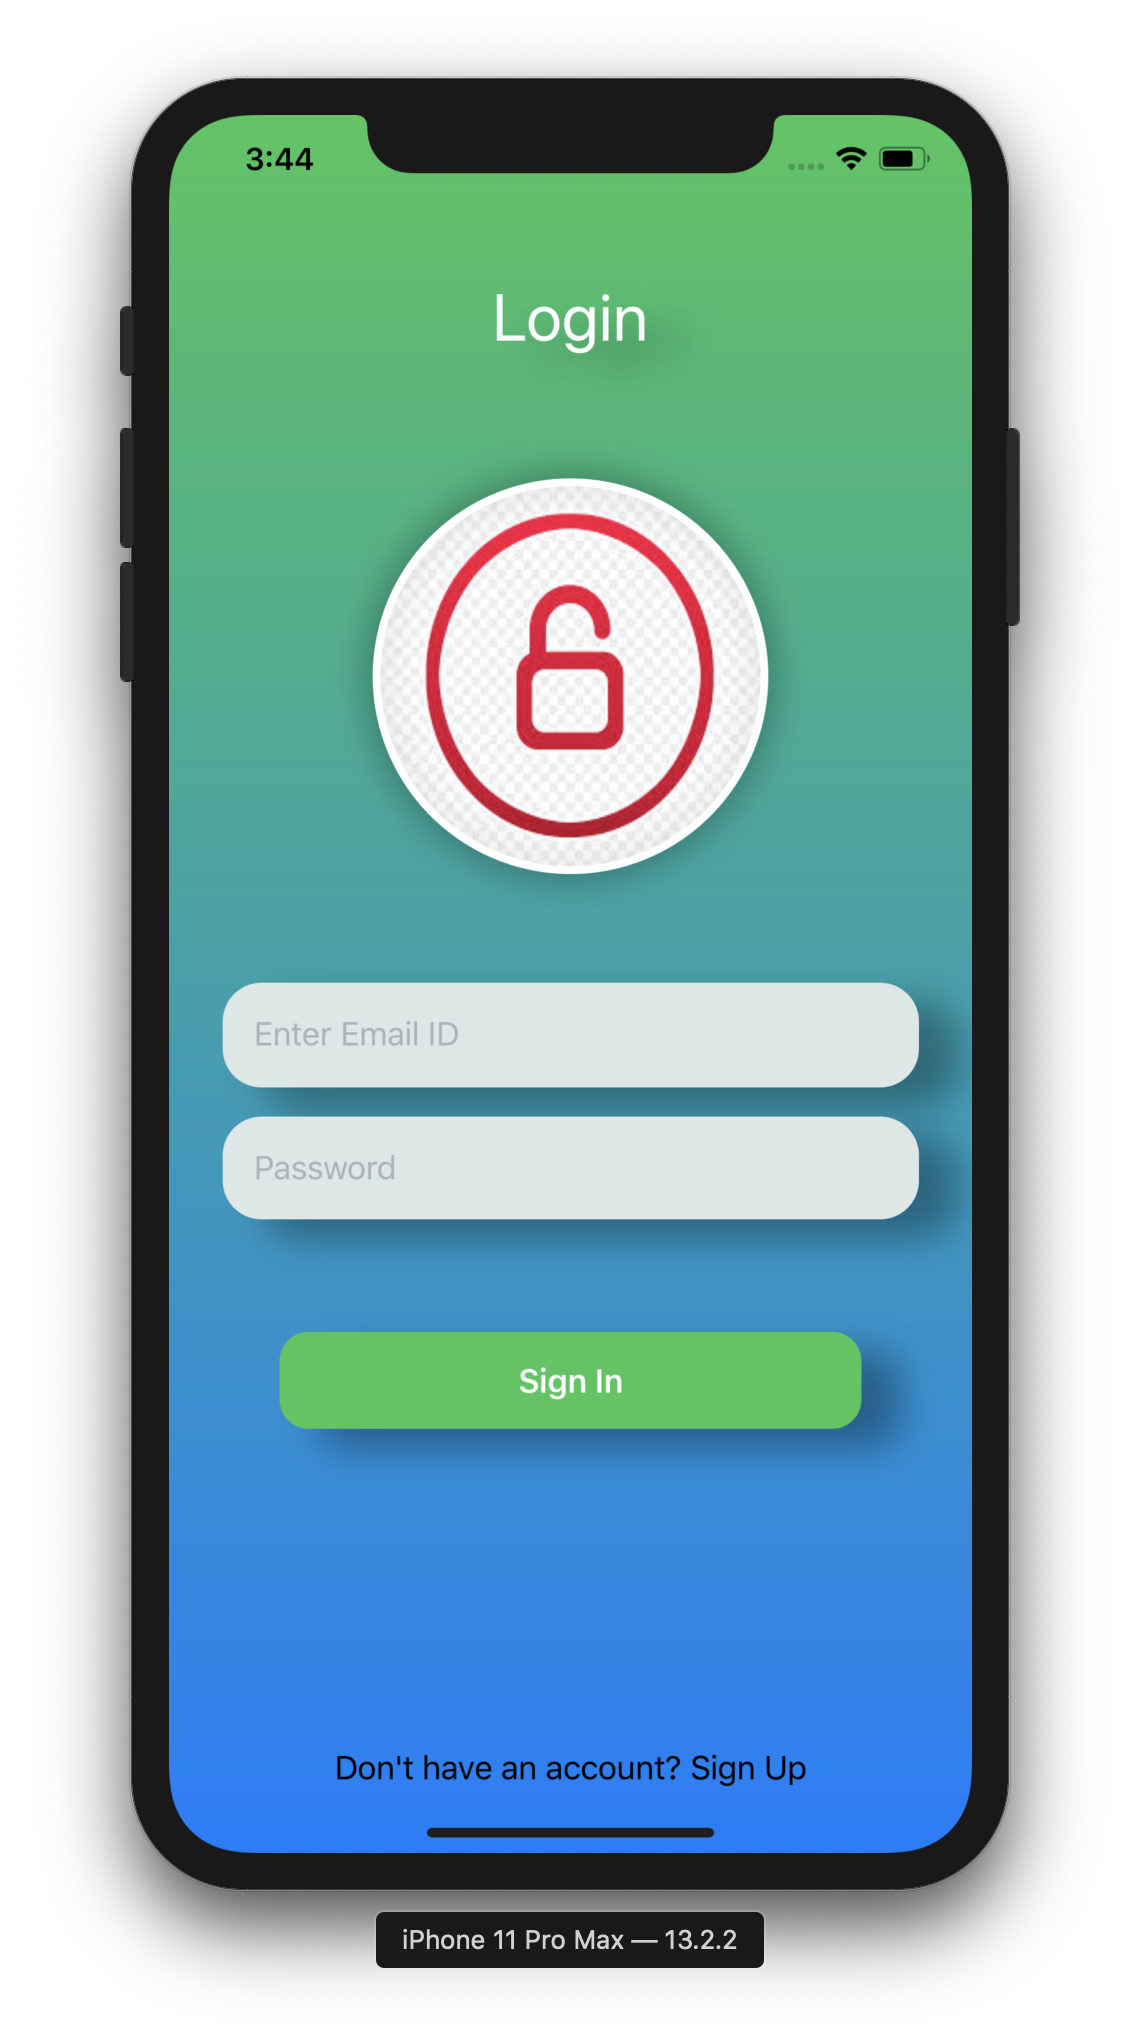 3:44
Login
Enter Email ID
Password
Sign In
Don't have an account? Sign Up
iPhone 11 Pro Max — 13.2.2